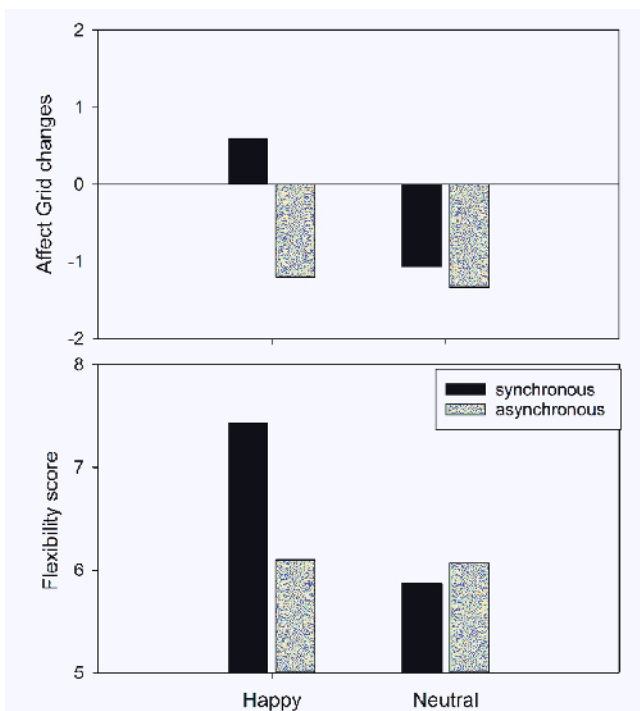 2
1
0
-1
-2
Affect Grid changes
8
7
6
5
Flexibility score
synchronous
asynchronous
Happy Neutral